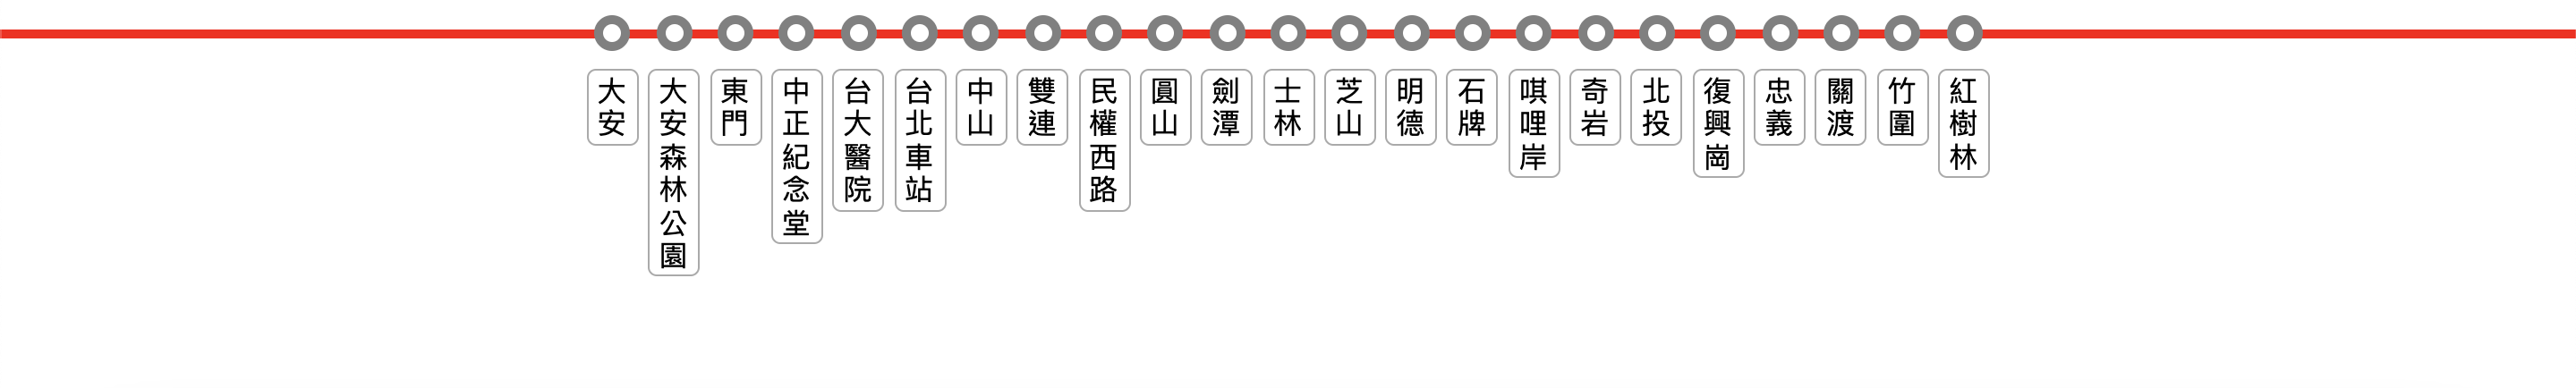 大安
大安森林公園
東門
中正紀念堂
台大醫院
台北車站
中山
雙連
民權西路
圓山
劍潭
士林
芝山
明德
石牌
唭哩岸
奇岩
北投
復興崗
忠義
關渡
竹圍
紅樹林